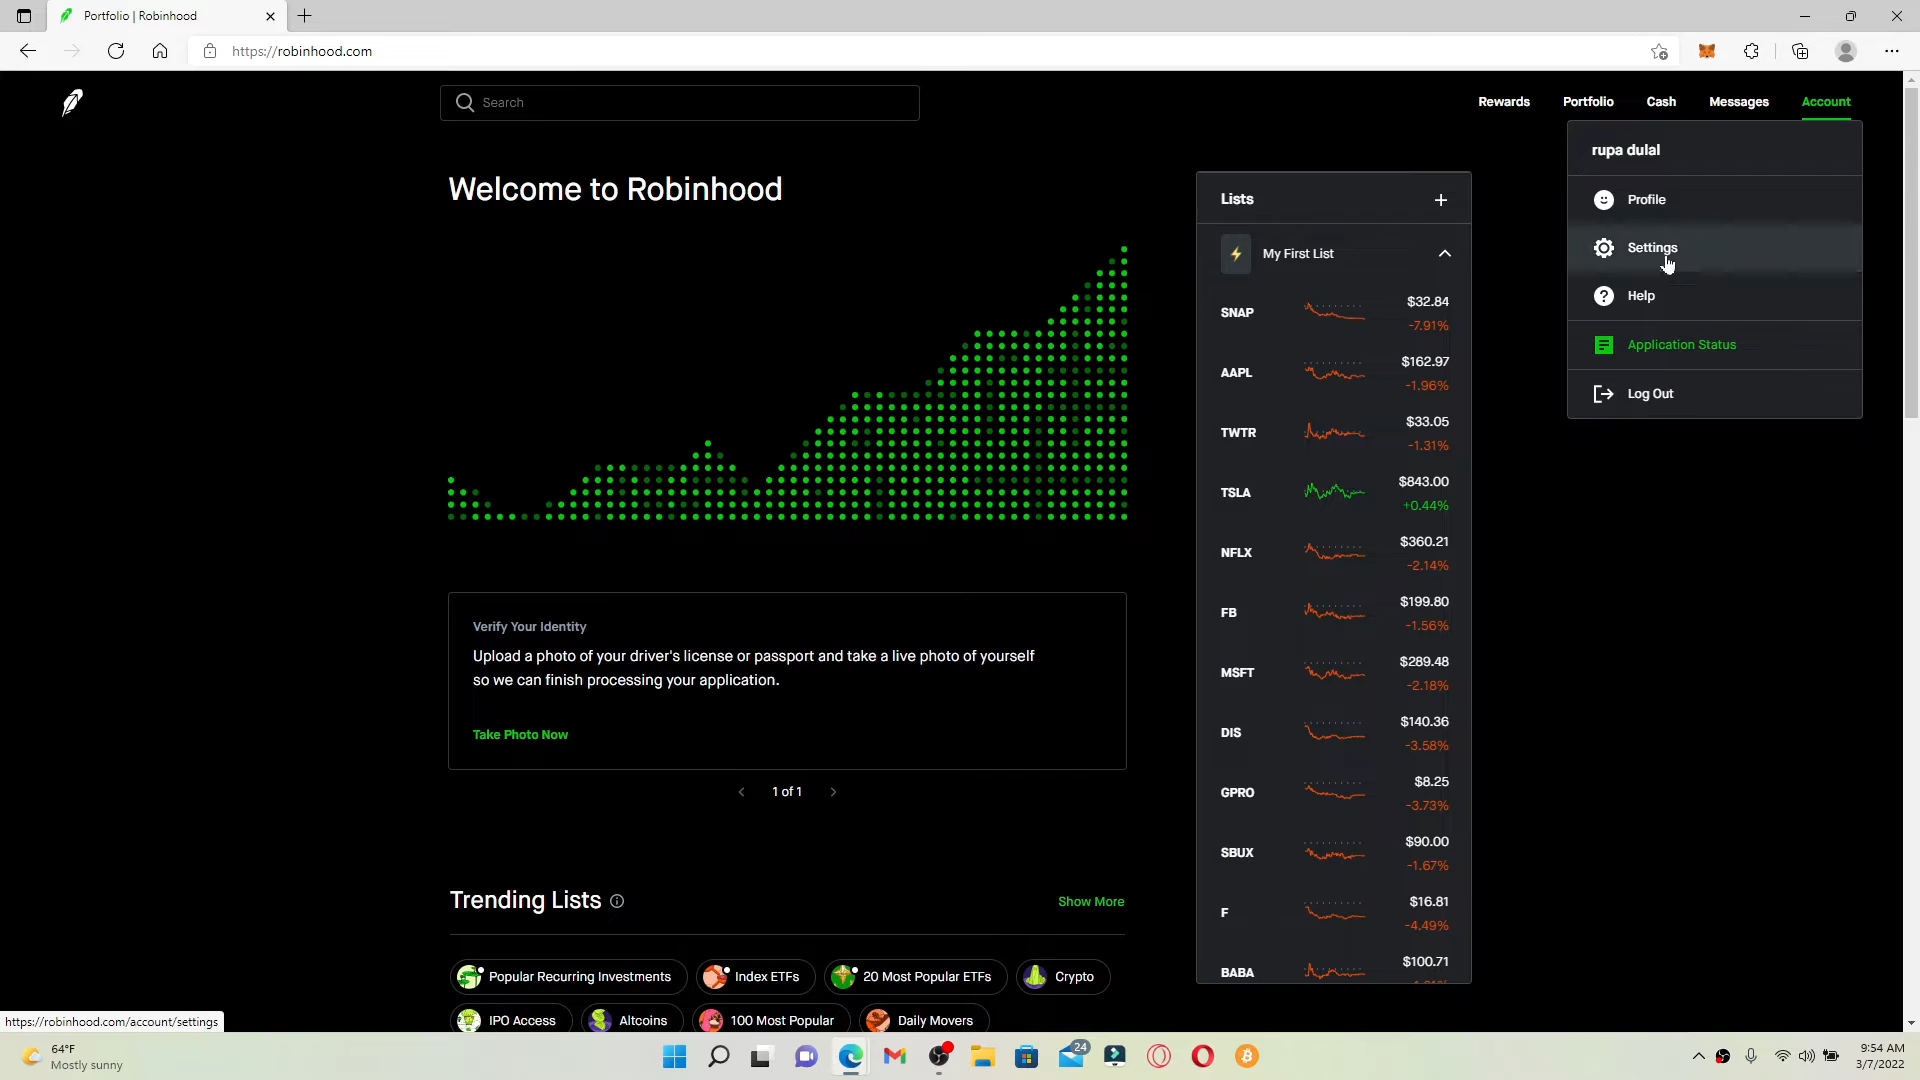 Portfolio | Robinhood
https://robinhood.com
Search
Rewards
Portfolio
Cash
Messages
Account
rupa dulal
Profile
Settings
Help
Application Status
Log Out
Welcome to Robinhood
Verify Your Identity
Upload a photo of your driver's license or passport and take a live photo of yourself
so we can finish processing your application.
Take Photo Now
1 of 1
Trending Lists
Show More
Popular Recurring Investments
Index ETFs
20 Most Popular ETFs
Crypto
IPO Access
Altcoins
100 Most Popular
Daily Movers
Lists
My First List
SNAP
$32.84
-7.91%
AAPL
$162.97
-1.96%
TWTR
$33.05
-1.31%
TSLA
$843.00
+0.44%
NFLX
$360.21
-2.14%
FB
$199.80
-1.56%
MSFT
$289.48
-2.18%
DIS
$140.36
-3.58%
GPRO
$8.25
-3.73%
SBUX
$90.00
-1.67%
F
$16.81
-4.49%
BABA
$100.71
https://robinhood.com/account/settings
64°F
Mostly sunny
24
9:54 AM
3/7/2022